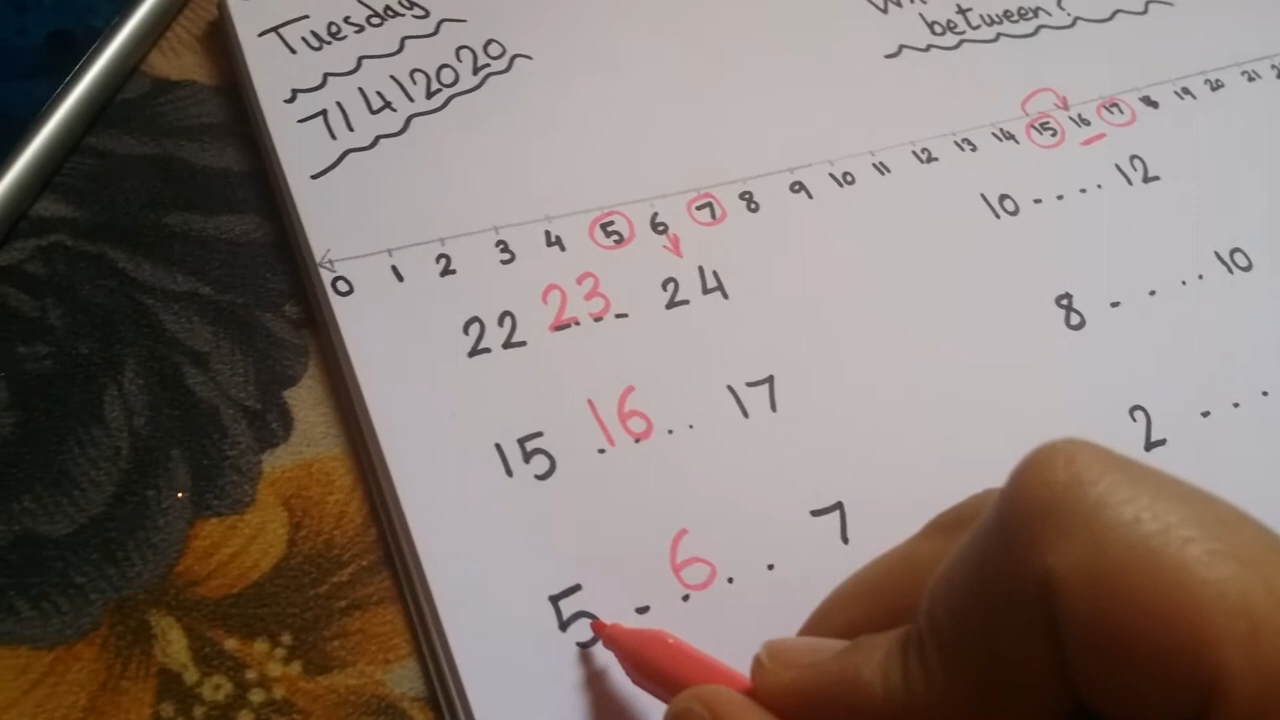 Tuesday
7/4/2020
between?
0 1 2 3 4 5 6 7 8 9 10 11 12 13 14 15 16 17 18 19 20 21
22 23... 24
15 16.... 17
5 . 6... 7
10.... 12
8 ..... 10
2 ...